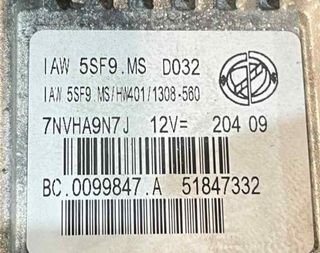 IAW 5SF9.MS D032
IAW 5SF9.MS/HW401/1308-560
7NVHA9N7J 12V= 204 09
BC.0099847.A 51847332